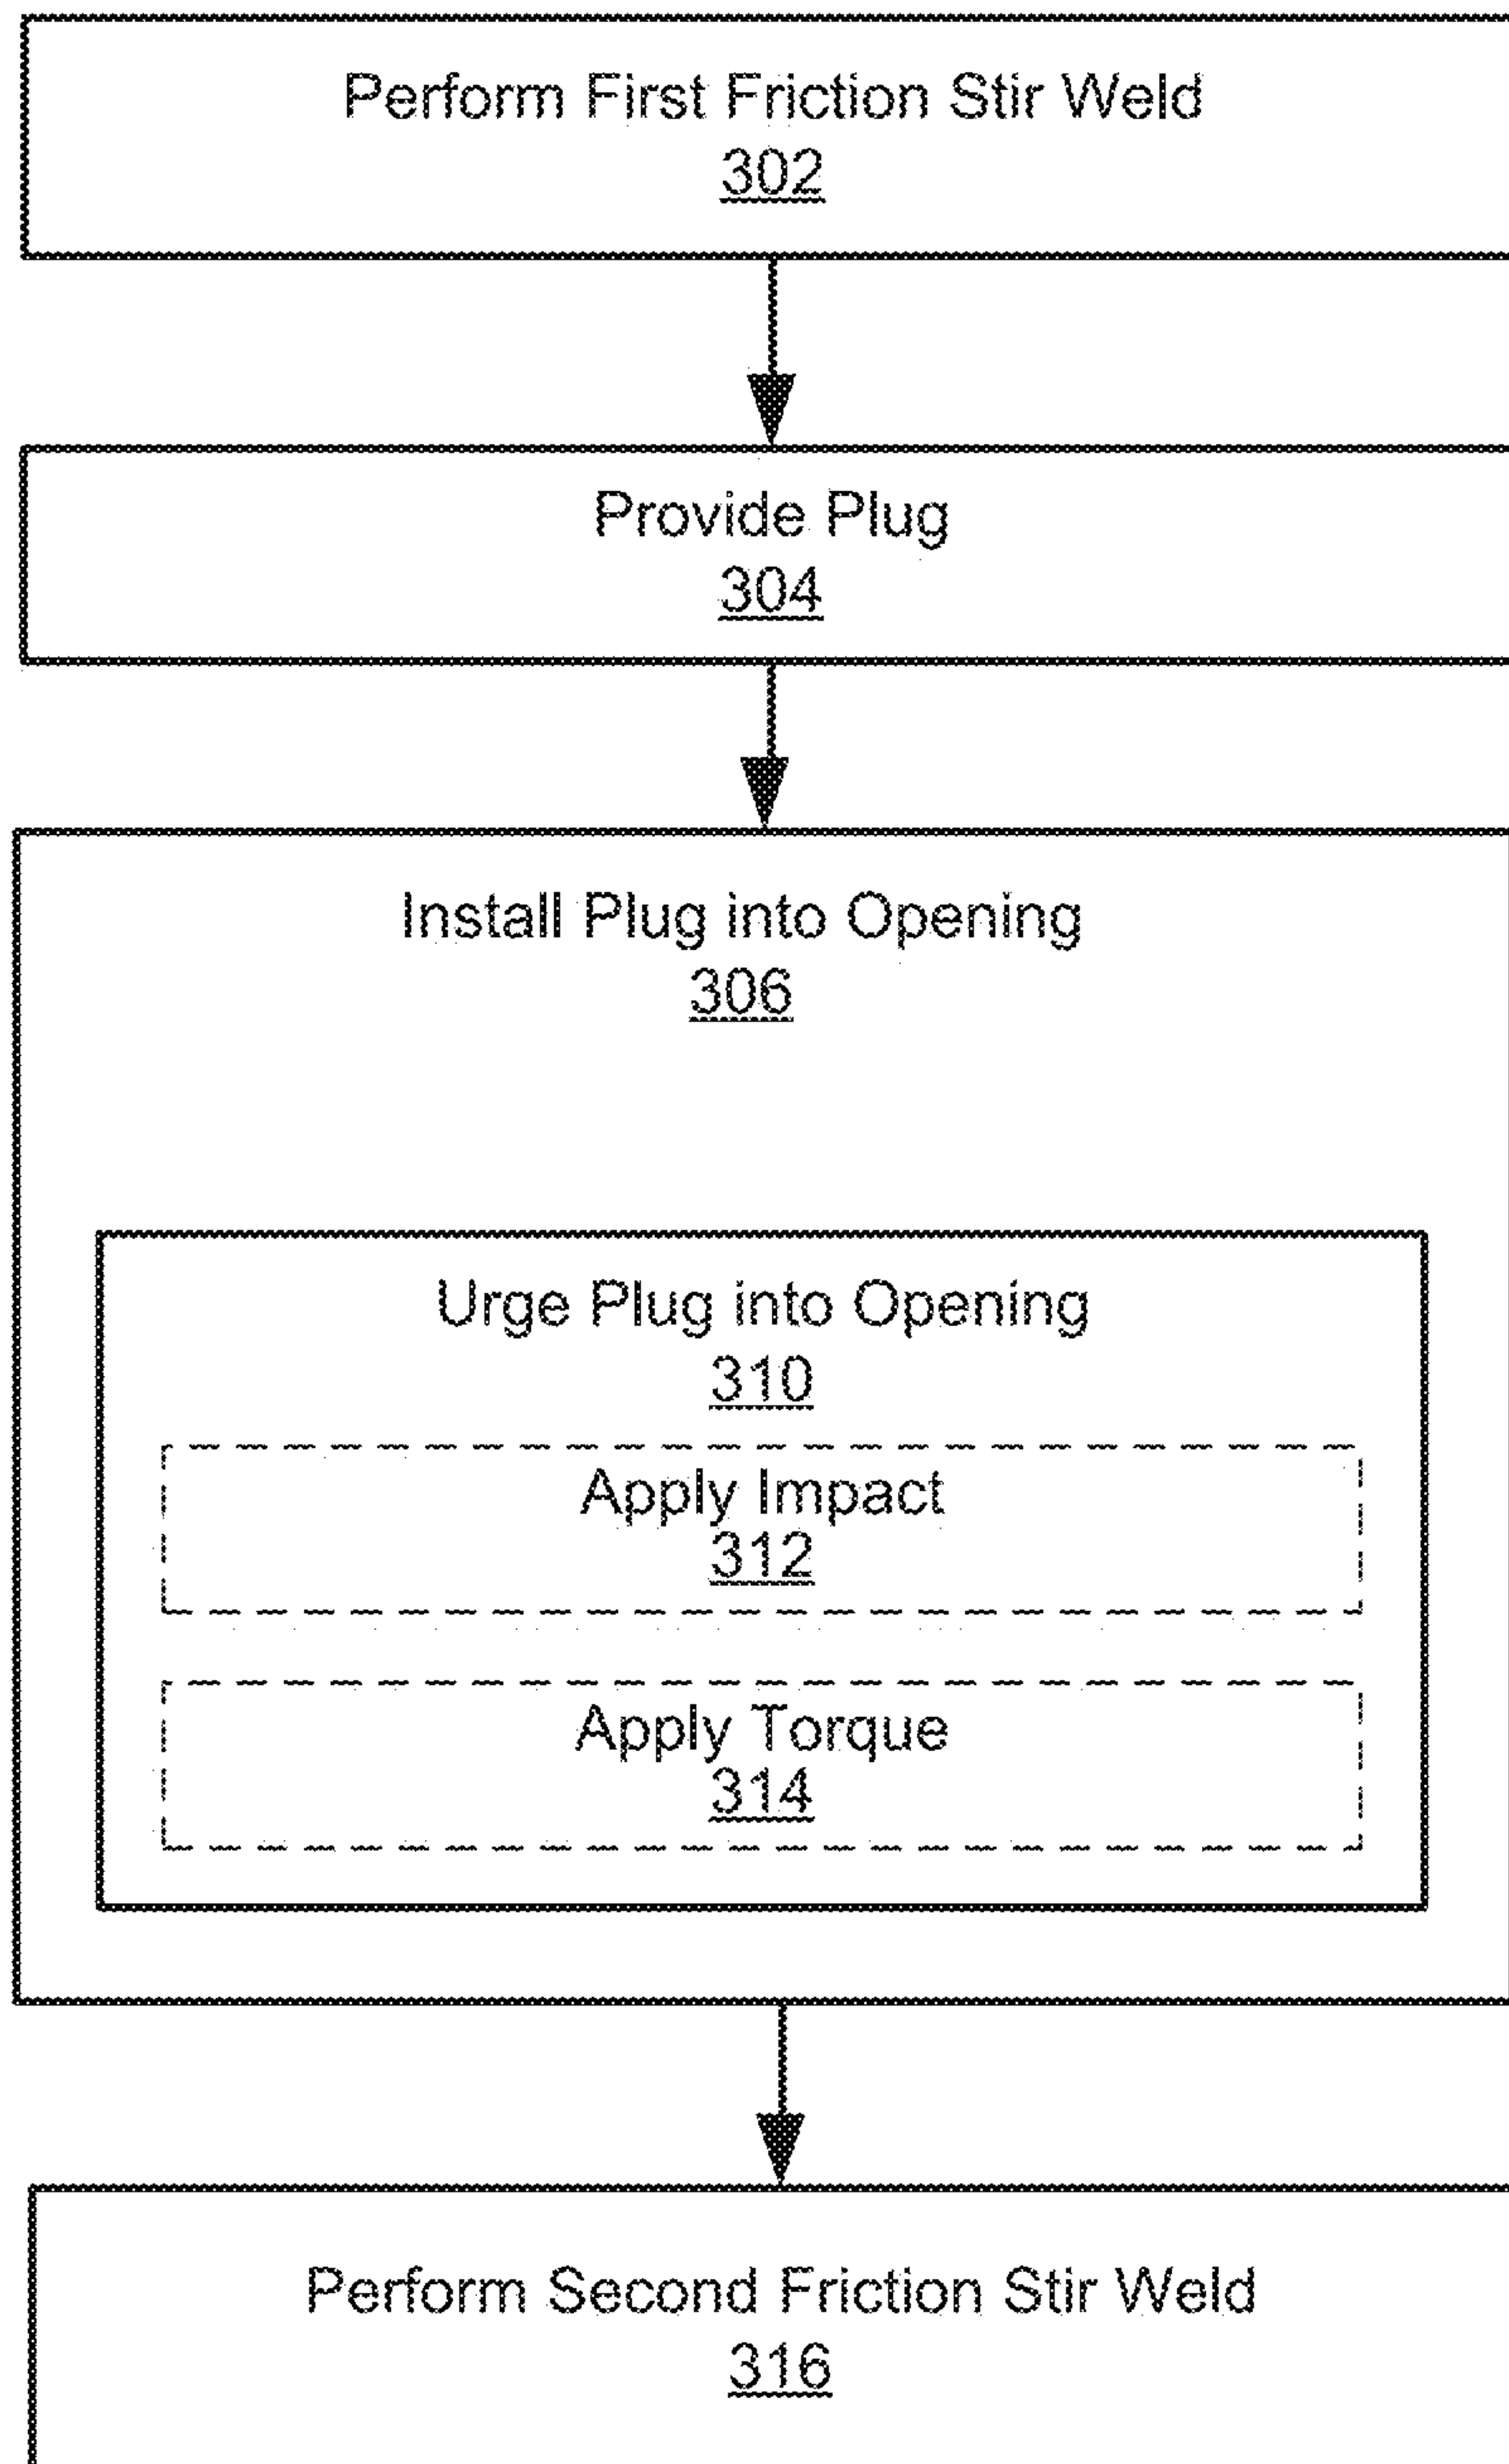 Perform First Friction Stir Weld
302
Provide Plug
304
Install Plug into Opening
306
Urge Plug into Opening
310
Apply Impact
312
Apply Torque
314
Perform Second Friction Stir Weld
316